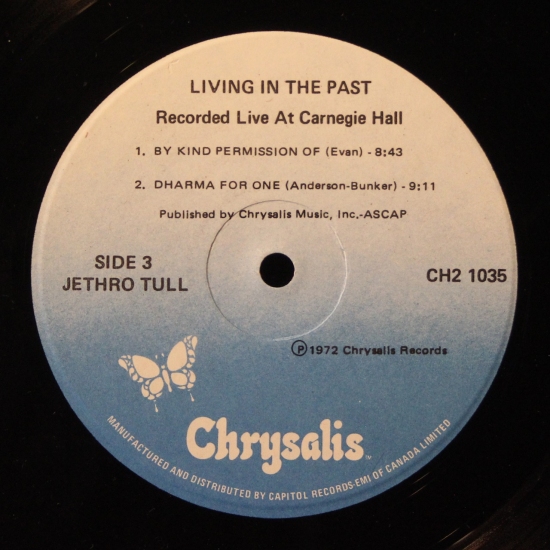 LIVING IN THE PAST
Recorded Live At Carnegie Hall
1. BY KIND PERMISSION OF (Evan) - 8:43
2. DHARMA FOR ONE (Anderson-Bunker) - 9:11
Published by Chrysalis Music, Inc.-ASCAP
SIDE 3
JETHRO TULL
CH2 1035
Ⓟ1972 Chrysalis Records
Chrysalis™
MANUFACTURED AND DISTRIBUTED BY CAPITOL RECORDS-EMI OF CANADA LIMITED